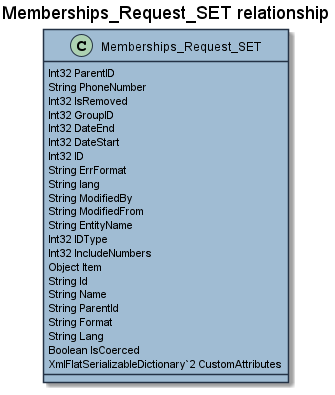 Memberships_Request_SET relationship
C Memberships_Request_SET
Int32 ParentID
String PhoneNumber
Int32 IsRemoved
Int32 GroupID
Int32 DateEnd
Int32 DateStart
Int32 ID
String ErrFormat
String lang
String ModifiedBy
String ModifiedFrom
String EntityName
Int32 IDType
Int32 IncludeNumbers
Object Item
String Id
String Name
String ParentId
String Format
String Lang
Boolean IsCoerced
XmlFlatSerializableDictionary`2 CustomAttributes